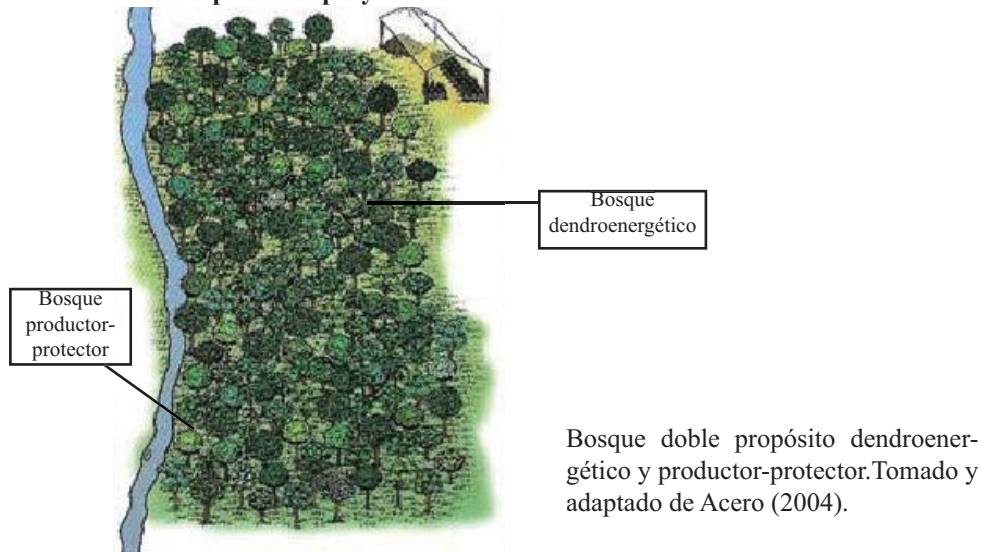 Bosque
dendroenergético
Bosque
productor-
protector
Bosque doble propósito dendroener-
gético y productor-protector.Tomado y
adaptado de Acero (2004).